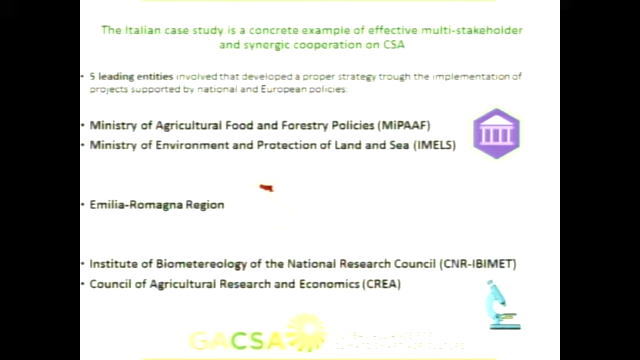 The Italian case study is a concrete example of effective multi-stakeholder
and synergic cooperation on CSA
• 5 leading entities involved that developed a proper strategy trough the implementation of
projects supported by national and European policies:
• Ministry of Agricultural Food and Forestry Policies (MiPAAF)
• Ministry of Environment and Protection of Land and Sea (IMELS)
• Emilia-Romagna Region
• Institute of Biometereology of the National Research Council (CNR-IBIMET)
• Council of Agricultural Research and Economics (CREA)
GACSA